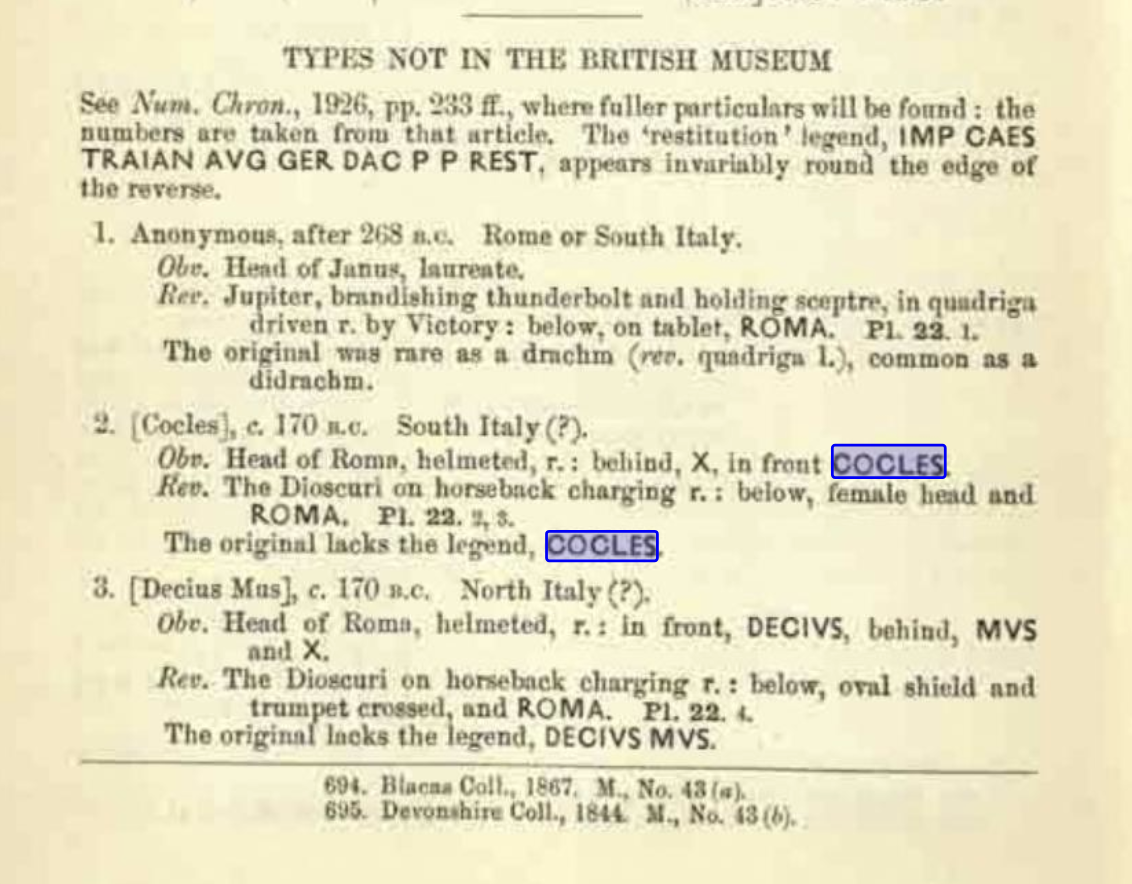 TYPES NOT IN THE BRITISH MUSEUM
See Num. Chron., 1926, pp. 233 ff., where fuller particulars will be found : the
numbers are taken from that article. The 'restitution' legend, IMP CAES
TRAIAN AVG GER DAC P P REST, appears invariably round the edge of
the reverse.
1. Anonymous, after 268 B.C. Rome or South Italy.
Obv. Head of Janus, laureate.
Rev. Jupiter, brandishing thunderbolt and holding sceptre, in quadriga
driven r. by Victory : below, on tablet, ROMA. Pl. 22. 1.
The original was rare as a drachm (rev. quadriga l.), common as a
didrachm.
2. [Cocles], c. 170 B.C. South Italy (?).
Obv. Head of Roma, helmeted, r. : behind, X, in front COCLES.
Rev. The Dioscuri on horseback charging r. : below, female head and
ROMA. Pl. 22. 2, 3.
The original lacks the legend, COCLES.
3. [Decius Mus], c. 170 B.C. North Italy (?).
Obv. Head of Roma, helmeted, r. : in front, DECIVS, behind, MVS
and X.
Rev. The Dioscuri on horseback charging r. : below, oval shield and
trumpet crossed, and ROMA. Pl. 22. 4.
The original lacks the legend, DECIVS MVS.
694. Blacas Coll., 1867. M., No. 43 (a).
695. Devonshire Coll., 1844. M., No. 43 (b).